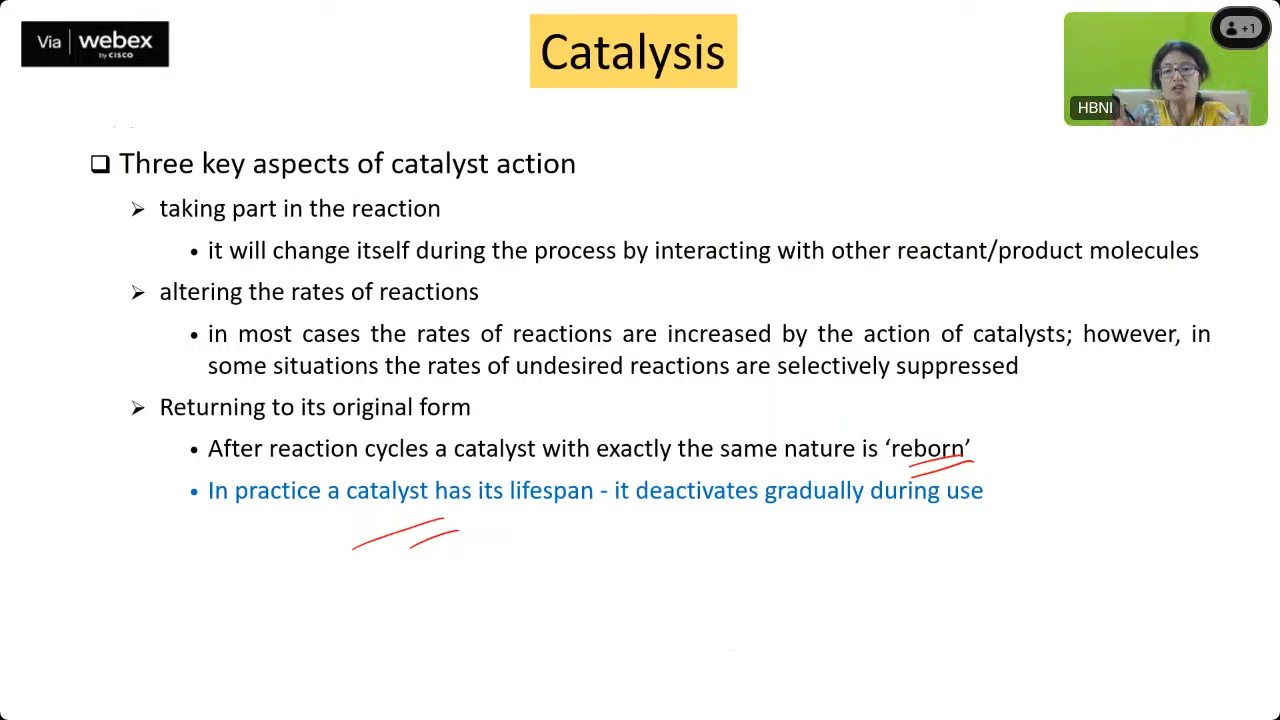 Via webex
by CISCO
Catalysis
+1
HBNI
Three key aspects of catalyst action
taking part in the reaction
it will change itself during the process by interacting with other reactant/product molecules
altering the rates of reactions
in most cases the rates of reactions are increased by the action of catalysts; however, in
some situations the rates of undesired reactions are selectively suppressed
Returning to its original form
After reaction cycles a catalyst with exactly the same nature is ‘reborn’
In practice a catalyst has its lifespan - it deactivates gradually during use